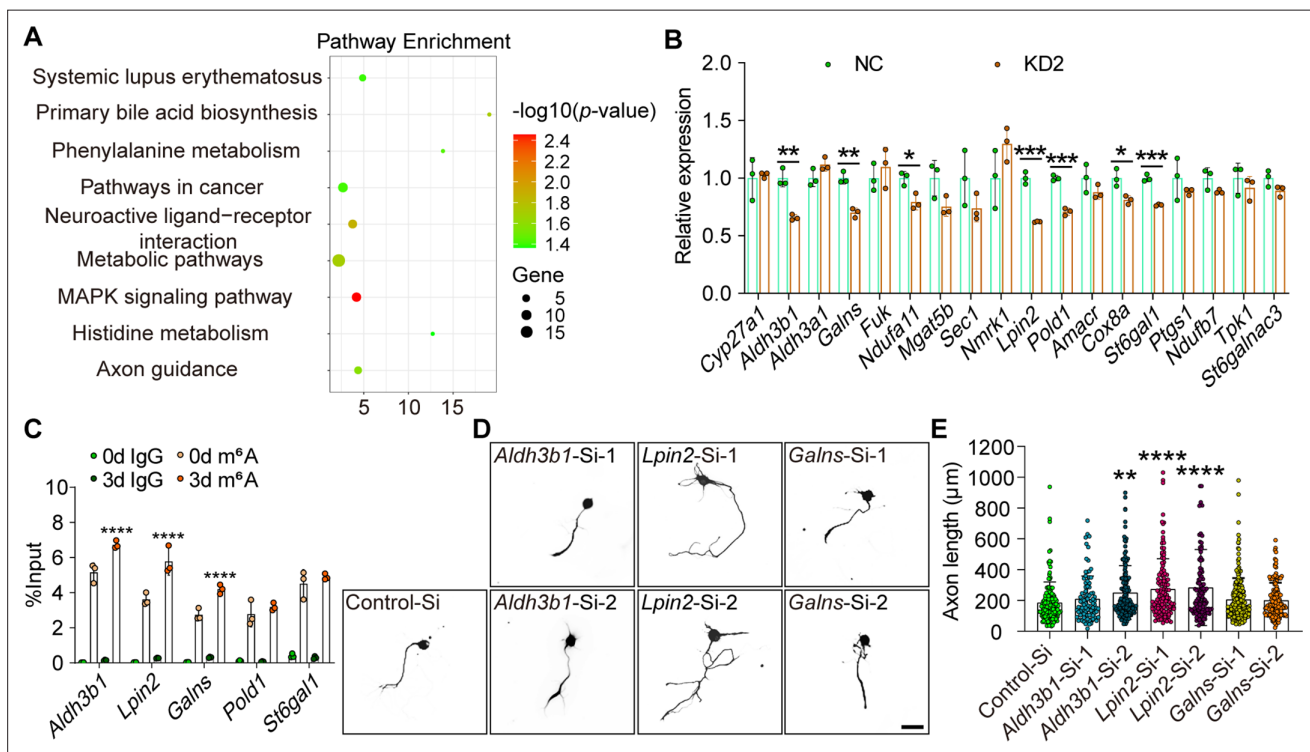 A
Pathway Enrichment
Systemic lupus erythematosus
Primary bile acid biosynthesis
Phenylalanine metabolism
Pathways in cancer
Neuroactive ligand−receptor
interaction
Metabolic pathways
MAPK signaling pathway
Histidine metabolism
Axon guidance
5 10 15
-log10(p-value)
2.4
2.2
2.0
1.8
1.6
1.4
Gene
5
10
15
B
NC KD2
Relative expression
2.0
1.5
1.0
0.5
0.0
** ** * *** *** * ***
Cyp27a1
Aldh3b1
Aldh3a1
Galns
Fuk
Ndufa11
Mgat5b
Sec1
Nmrk1
Lpin2
Pold1
Amacr
Cox8a
St6gal1
Ptgs1
Ndufb7
Tpk1
St6galnac3
C
0d IgG 0d m⁶A
3d IgG 3d m⁶A
%Input
10
8
6
4
2
0
**** **** ****
Aldh3b1
Lpin2
Galns
Pold1
St6gal1
D
Aldh3b1-Si-1
Lpin2-Si-1
Galns-Si-1
Control-Si
Aldh3b1-Si-2
Lpin2-Si-2
Galns-Si-2
E
Axon length (µm)
1200
1000
800
600
400
200
0
** **** ****
Control-Si
Aldh3b1-Si-1
Aldh3b1-Si-2
Lpin2-Si-1
Lpin2-Si-2
Galns-Si-1
Galns-Si-2